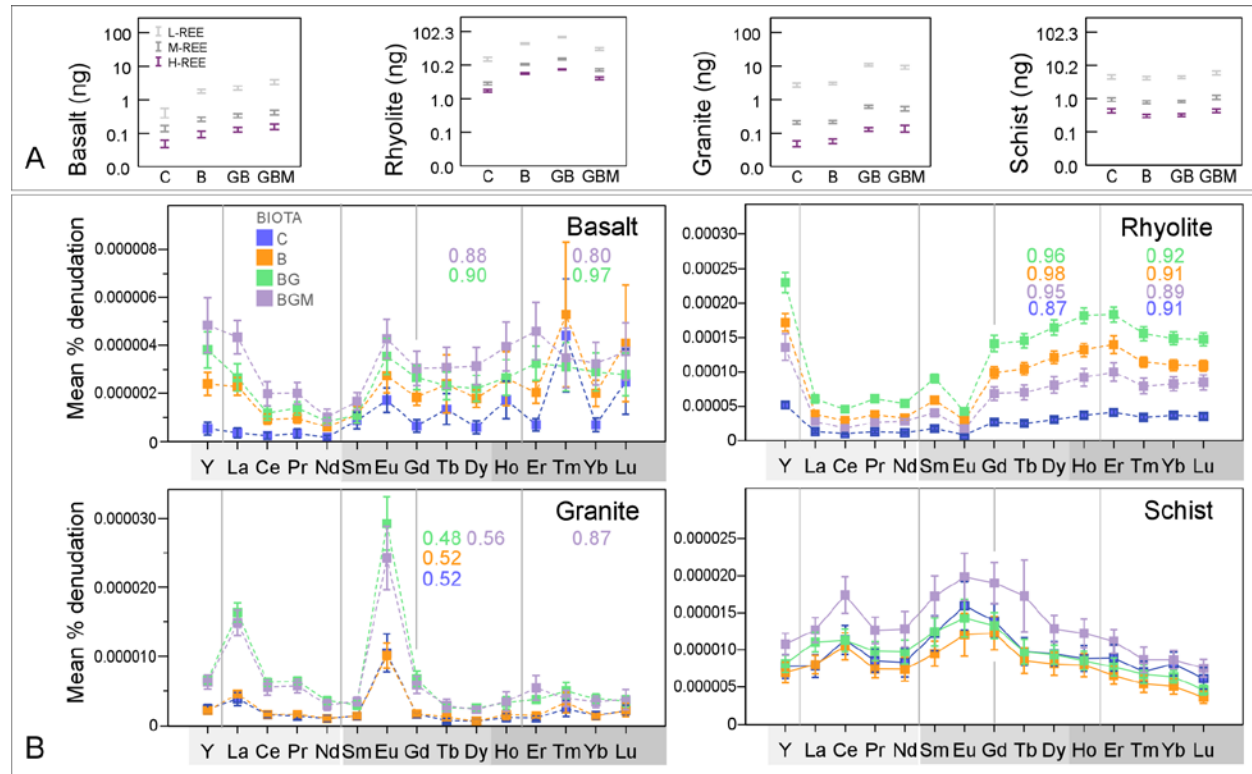 A
L-REE
M-REE
H-REE
Basalt (ng)
100
10
1
0.1
0.0
C B GB GBM
Rhyolite (ng)
102.3
10.2
1.0
0.1
0.0
C B GB GBM
Granite (ng)
100
10
1
0.1
0.0
C B GB GBM
Schist (ng)
102.3
10.2
1.0
0.1
0.0
C B GB GBM
B
Mean % denudation
0.000008
0.000006
0.000004
0.000002
0
BIOTA
C
B
BG
BGM
Basalt
0.88 0.80
0.90 0.97
Y La Ce Pr Nd Sm Eu Gd Tb Dy Ho Er Tm Yb Lu
0.00030
0.00025
0.00020
0.00015
0.00010
0.00005
0
Rhyolite
0.96 0.92
0.98 0.91
0.95 0.89
0.87 0.91
Y La Ce Pr Nd Sm Eu Gd Tb Dy Ho Er Tm Yb Lu
Mean % denudation
0.000030
0.000020
0.000010
0
Granite
0.48 0.56 0.87
0.52
0.52
Y La Ce Pr Nd Sm Eu Gd Tb Dy Ho Er Tm Yb Lu
0.000025
0.000020
0.000015
0.000010
0.000005
0
Schist
Y La Ce Pr Nd Sm Eu Gd Tb Dy Ho Er Tm Yb Lu